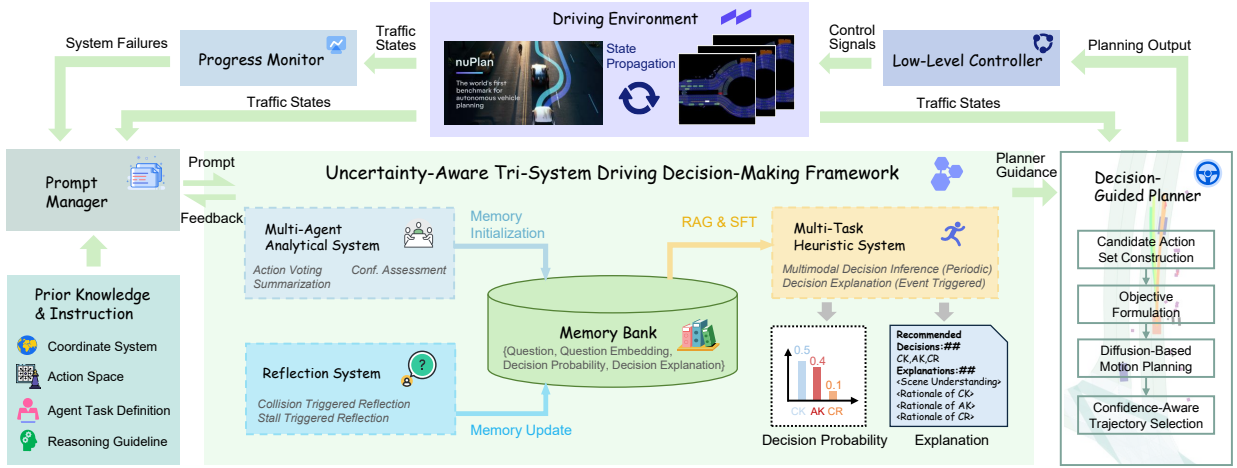 Driving Environment
nuPlan
The world's first
benchmark for
autonomous vehicle
planning
State
Propagation
System Failures
Progress Monitor
Traffic
States
Control
Signals
Low-Level Controller
Planning Output
Traffic States
Traffic States
Prompt
Manager
Prompt
Feedback
Prior Knowledge
& Instruction
Coordinate System
Action Space
Agent Task Definition
Reasoning Guideline
Uncertainty-Aware Tri-System Driving Decision-Making Framework
Multi-Agent
Analytical System
Action Voting
Conf. Assessment
Summarization
Memory
Initialization
RAG & SFT
Multi-Task
Heuristic System
Multimodal Decision Inference (Periodic)
Decision Explanation (Event Triggered)
Memory Bank
{Question, Question Embedding,
Decision Probability, Decision Explanation}
Reflection System
?
Collision Triggered Reflection
Stall Triggered Reflection
Memory Update
0.5
0.4
0.1
CK
AK
CR
Decision Probability
Recommended
Decisions:##
CK,AK,CR
Explanations:##
<Scene Understanding>
<Rationale of CK>
<Rationale of AK>
<Rationale of CR>
Explanation
Planner
Guidance
Decision-
Guided Planner
Candidate Action
Set Construction
Objective
Formulation
Diffusion-Based
Motion Planning
Confidence-Aware
Trajectory Selection